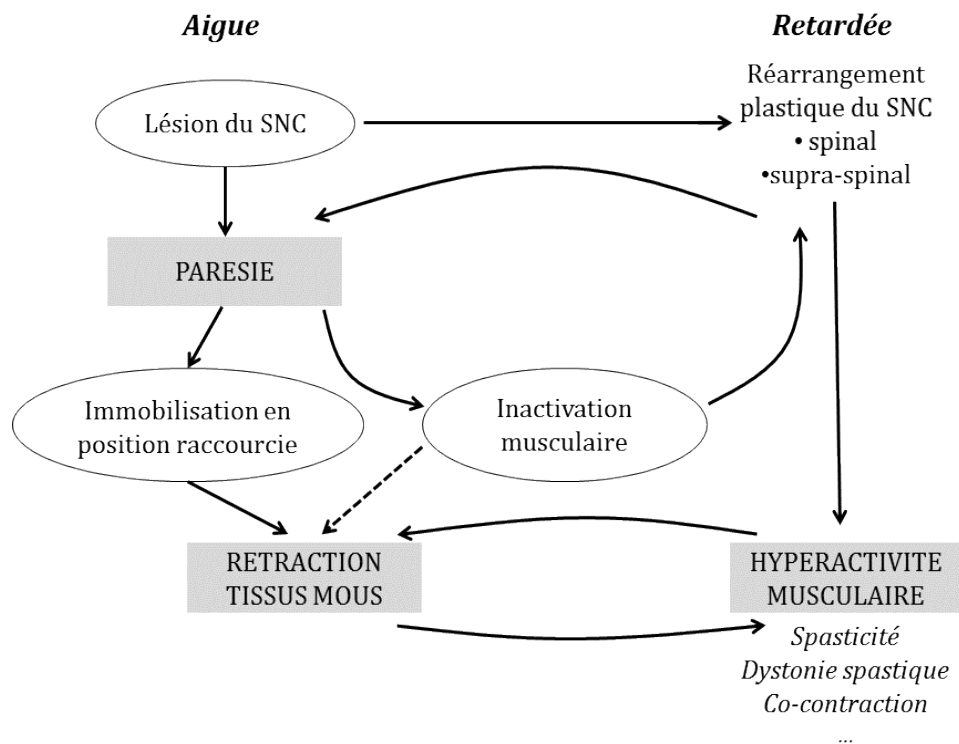 Aigue
Retardée
Lésion du SNC
Réarrangement
plastique du SNC
• spinal
•supra-spinal
PARESIE
Immobilisation en
position raccourcie
Inactivation
musculaire
RETRACTION
TISSUS MOUS
HYPERACTIVITE
MUSCULAIRE
Spasticité
Dystonie spastique
Co-contraction
...